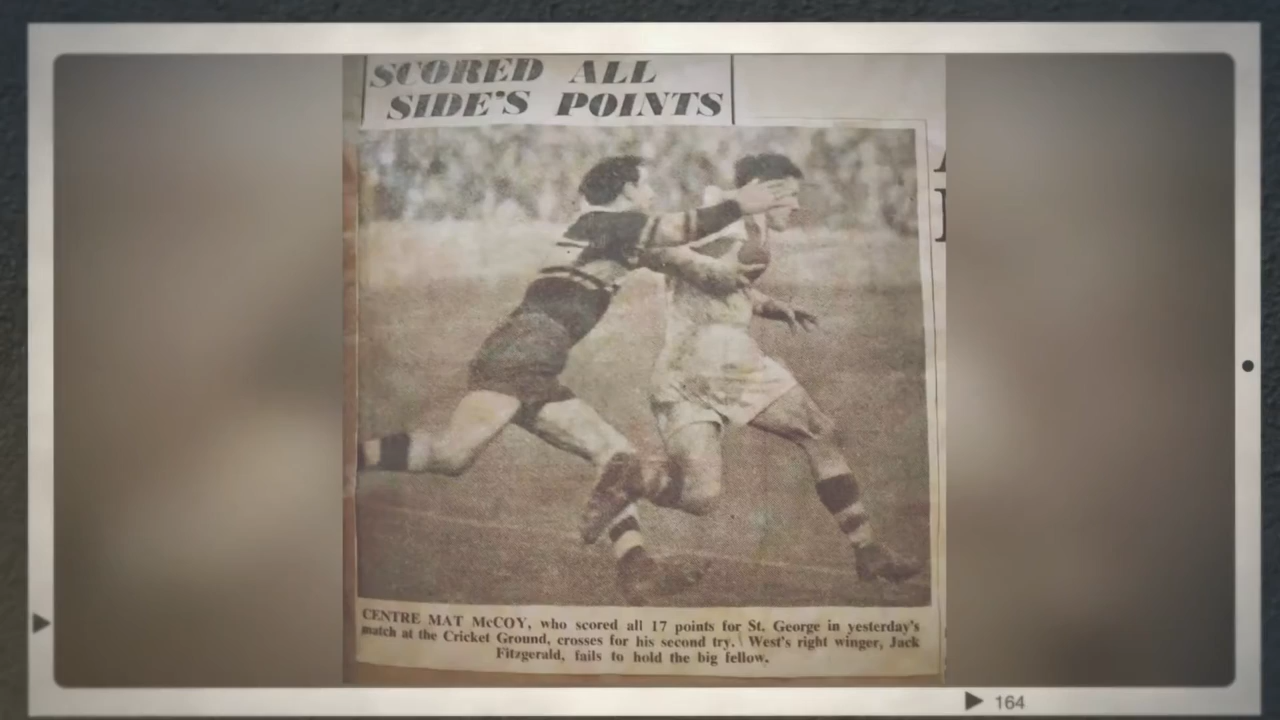 SCORED ALL
SIDE'S POINTS
CENTRE MAT McCOY, who scored all 17 points for St. George in yesterday's
match at the Cricket Ground, crosses for his second try. West's right winger, Jack
Fitzgerald, fails to hold the big fellow.
164